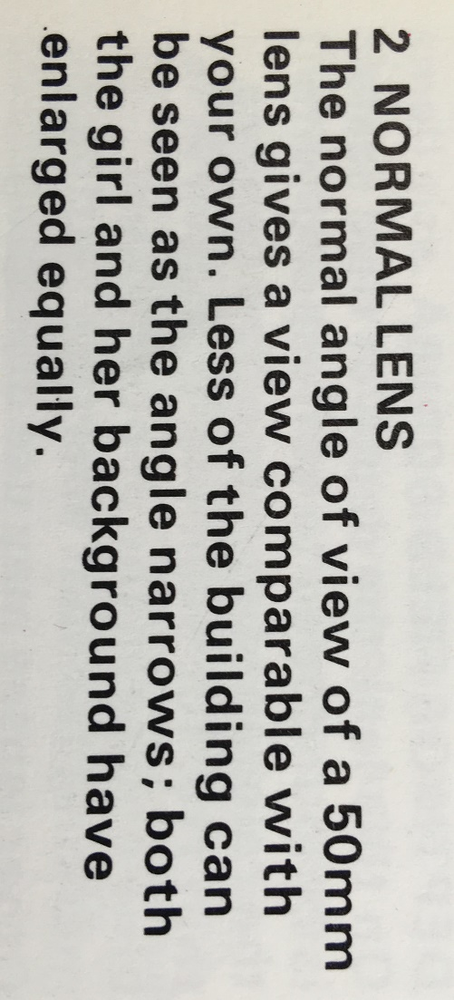 2 NORMAL LENS
The normal angle of view of a 50mm
lens gives a view comparable with
your own. Less of the building can
be seen as the angle narrows; both
the girl and her background have
enlarged equally.